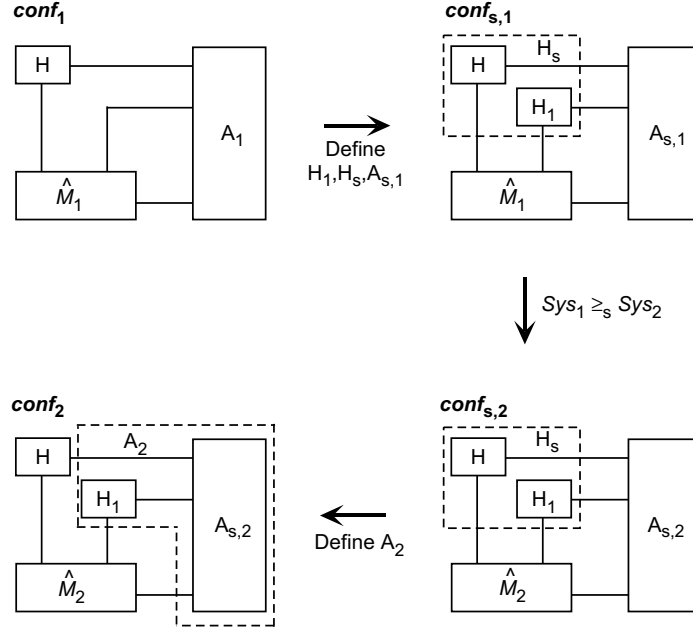 conf₁
H
A₁
M̂₁
Define
H₁,Hₛ,Aₛ,₁
confₛ,₁
H
Hₛ
H₁
Aₛ,₁
M̂₁
Sys₁ ≥ₛ Sys₂
conf₂
A₂
H
H₁
Aₛ,₂
M̂₂
Define A₂
confₛ,₂
H
Hₛ
H₁
Aₛ,₂
M̂₂